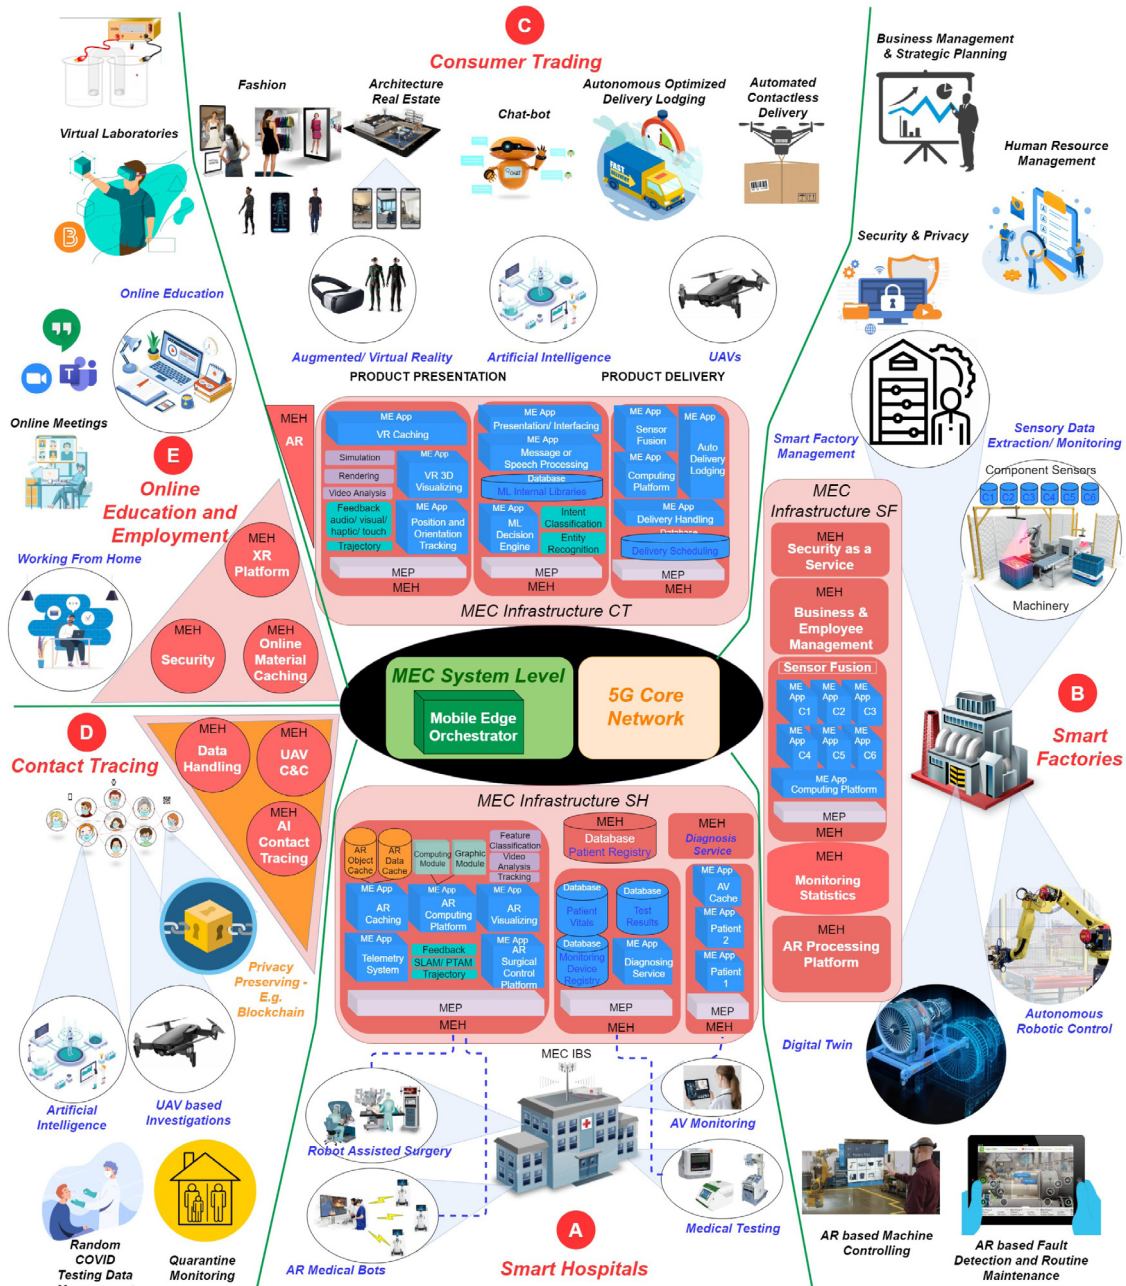 C
Consumer Trading
Fashion
Architecture
Real Estate
Chat-bot
Autonomous Optimized
Delivery Lodging
Automated
Contactless
Delivery
CHAT
FAST
Augmented/ Virtual Reality
Artificial Intelligence
UAVs
PRODUCT PRESENTATION
PRODUCT DELIVERY
MEH
AR
ME App
VR Caching
Simulation
Rendering
Video Analysis
ME App
VR 3D
Visualizing
Feedback
audio/ visual/
haptic/ touch
Trajectory
ME App
Position and
Orientation
Tracking
MEP
MEH
ME App
Presentation/ Interfacing
ME App
Message or
Speech Processing
Database
ML Internal Libraries
ME App
ML
Decision
Engine
Intent
Classification
Entity
Recognition
MEP
MEH
ME App
Sensor
Fusion
ME App
Computing
Platform
ME App
Auto
Delivery
Lodging
ME App
Delivery Handling
Database
Delivery Scheduling
MEP
MEH
MEC Infrastructure CT
Virtual Laboratories
B
Online Education
T
Online Meetings
E
Online
Education and
Employment
Working From Home
MEH
XR
Platform
MEH
Security
MEH
Online
Material
Caching
MEC System Level
Mobile Edge
Orchestrator
5G Core
Network
Business Management
& Strategic Planning
Human Resource
Management
Security & Privacy
Smart Factory
Management
Sensory Data
Extraction/ Monitoring
Component Sensors
C1 C2 C3 C4 C5 C6
Machinery
MEC
Infrastructure SF
MEH
Security as a
Service
MEH
Business &
Employee
Management
Sensor Fusion
ME App
C1
ME App
C2
ME App
C3
ME App
C4
ME App
C5
ME App
C6
ME App
Computing Platform
MEP
MEH
MEH
Monitoring
Statistics
MEH
AR Processing
Platform
B
Smart
Factories
Autonomous
Robotic Control
Digital Twin
AR based Machine
Controlling
AR based Fault
Detection and Routine
Maintenance
D
Contact Tracing
MEH
Data
Handling
MEH
UAV
C&C
MEH
AI
Contact
Tracing
Privacy
Preserving -
E.g.
Blockchain
Artificial
Intelligence
UAV based
Investigations
Random
COVID
Testing Data
Quarantine
Monitoring
MEC Infrastructure SH
AR
Object
Cache
AR
Data
Cache
Computing
Module
Graphic
Module
Feature
Classification
Video
Analysis
Tracking
ME App
AR
Caching
ME App
AR
Computing
Platform
ME App
AR
Visualizing
ME App
Telemetry
System
Feedback
SLAM/ PTAM
Trajectory
ME App
AR
Surgical
Control
Platform
MEP
MEH
MEH
Database
Patient Registry
Database
Patient
Vitals
Database
Test
Results
Database
Monitoring
Device
Registry
ME App
Diagnosing
Service
MEP
MEH
MEH
Diagnosis
Service
ME App
AV
Cache
ME App
Patient
2
ME App
Patient
1
MEP
MEH
MEC IBS
Robot Assisted Surgery
AV Monitoring
AR Medical Bots
Medical Testing
A
Smart Hospitals